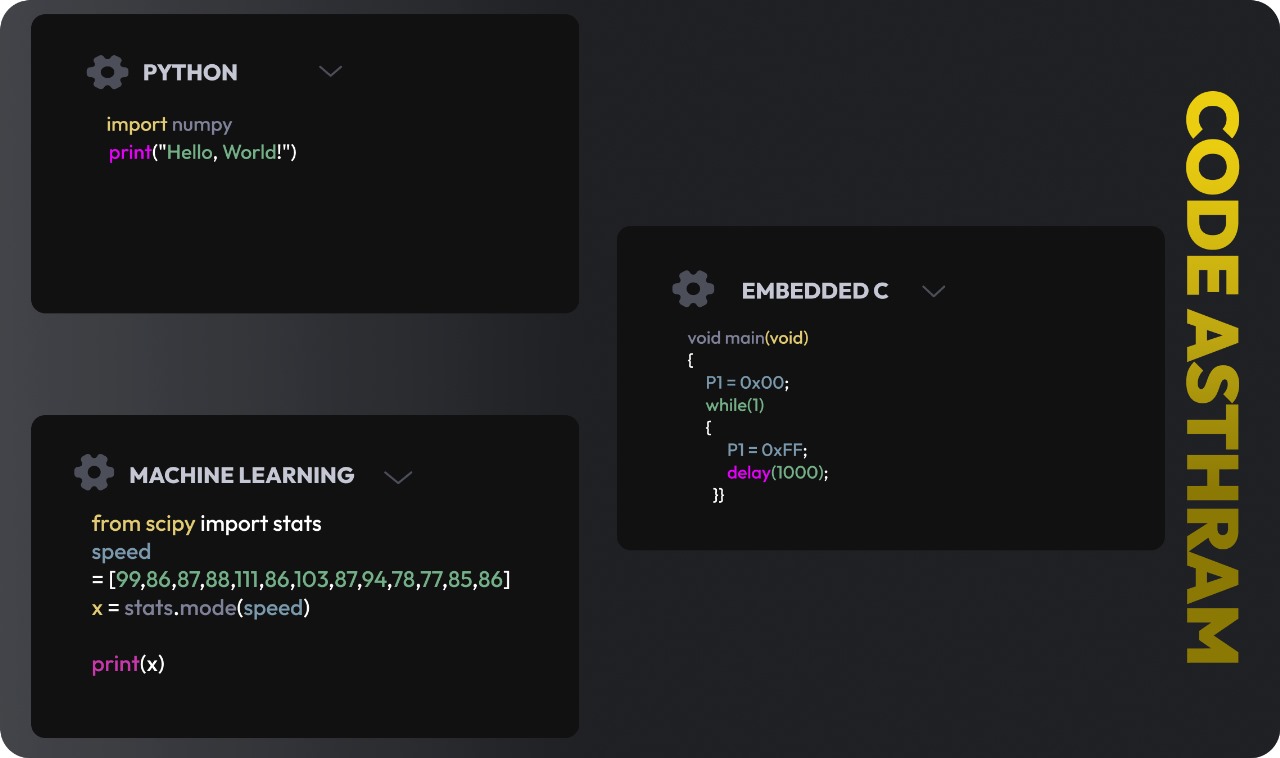 PYTHON
import numpy
print("Hello, World!")
MACHINE LEARNING
from scipy import stats
speed
= [99,86,87,88,111,86,103,87,94,78,77,85,86]
x = stats.mode(speed)
print(x)
EMBEDDED C
void main(void)
{
P1 = 0x00;
while(1)
{
P1 = 0xFF;
delay(1000);
}}
CODE ASTHRAM